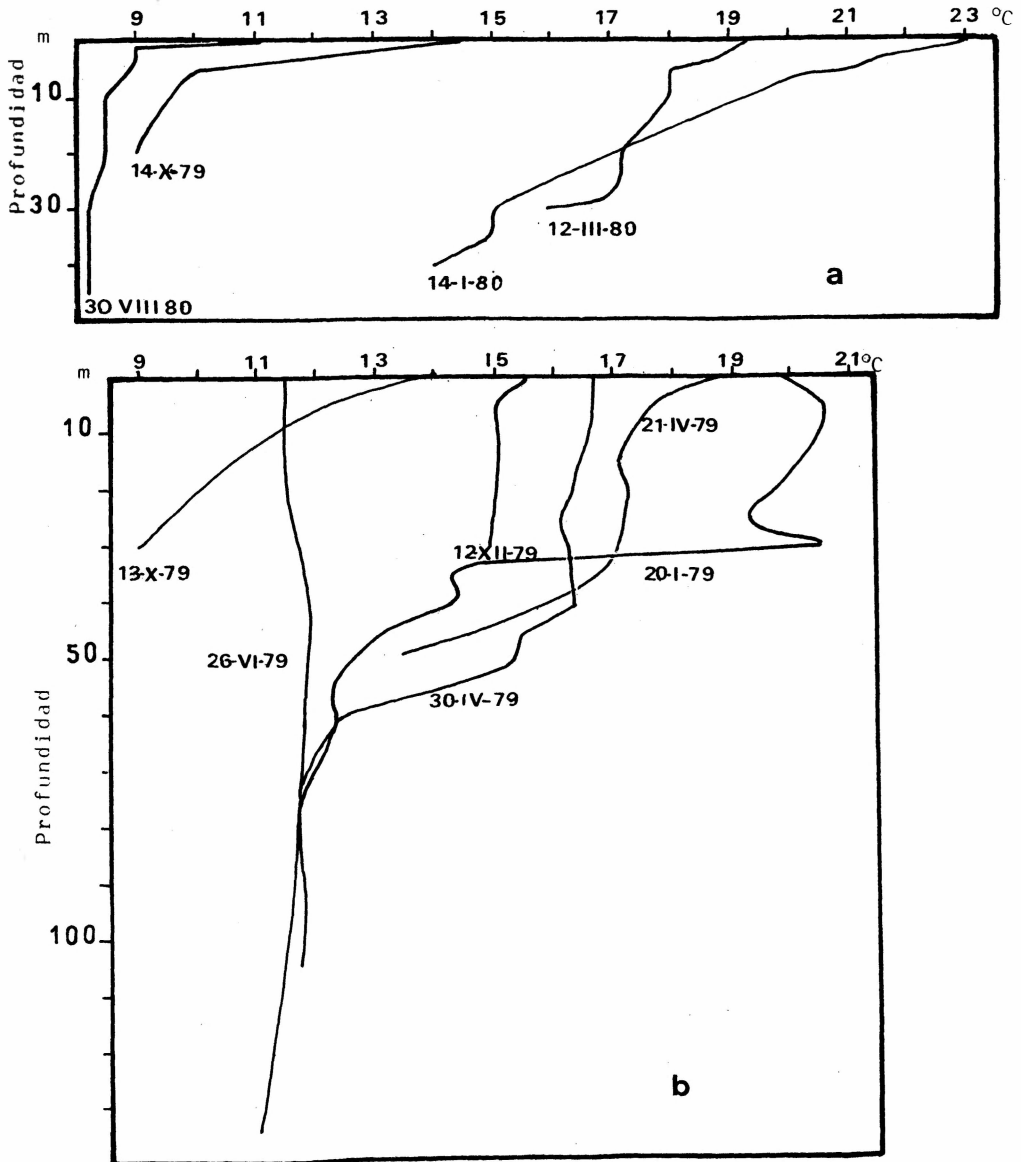 9 11 13 15 17 19 21 23 °C
m
Profundidad
10
30
14-X-79
12-III-80
14-I-80
a
30 VIII 80
m
9 11 13 15 17 19 21°C
10
21-IV-79
12-XII-79
13-X-79
20-I-79
50
26-VI-79
30-IV-79
Profundidad
100
b